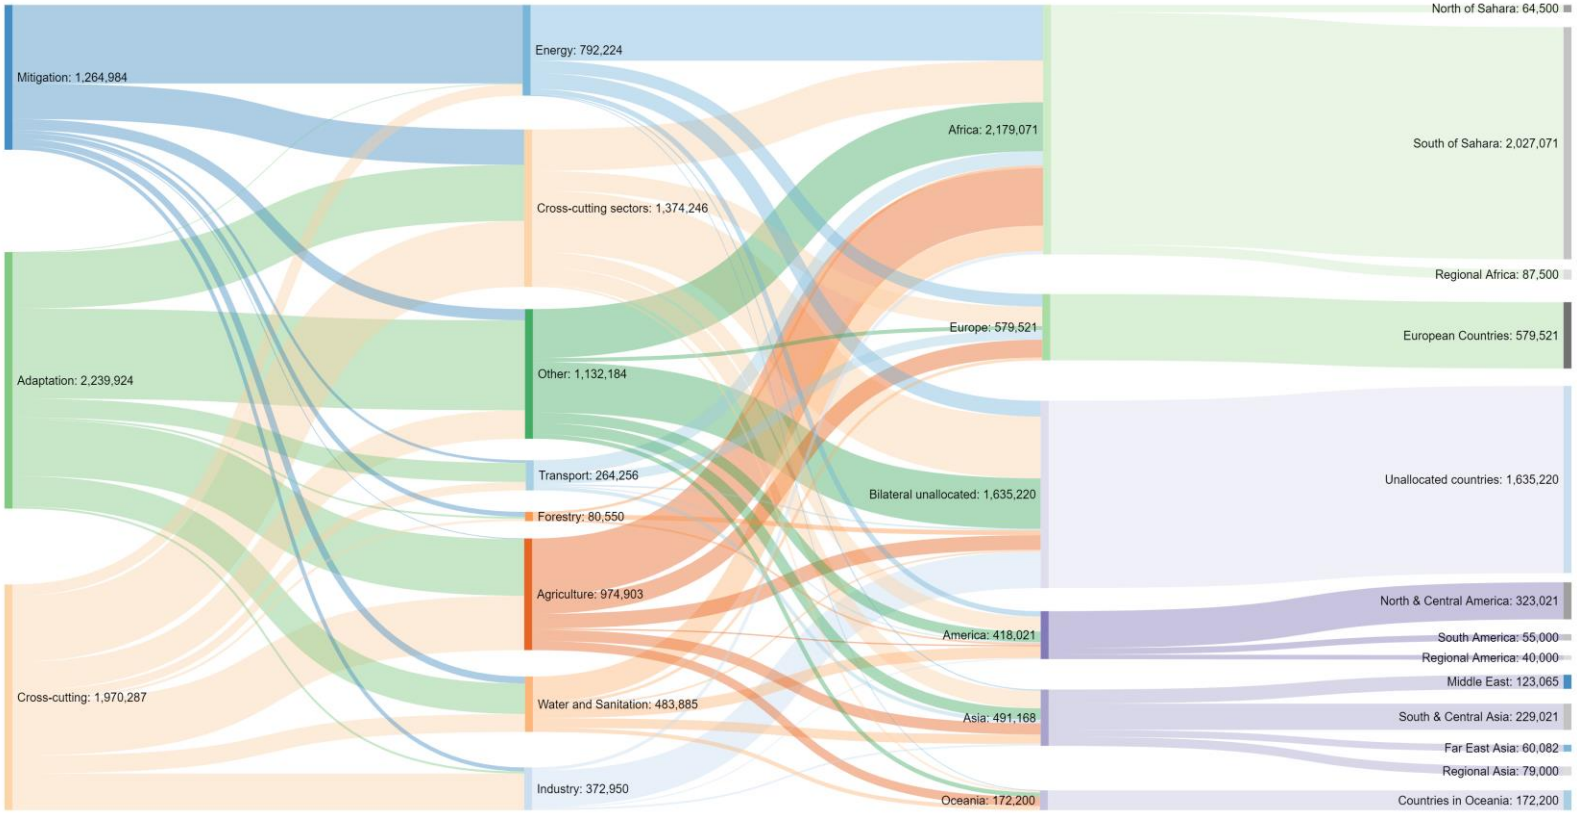 Mitigation: 1,264,984
Adaptation: 2,239,924
Cross-cutting: 1,970,287
Energy: 792,224
Cross-cutting sectors: 1,374,246
Other: 1,132,184
Transport: 264,256
Forestry: 80,550
Agriculture: 974,903
Water and Sanitation: 483,885
Industry: 372,950
Africa: 2,179,071
Europe: 579,521
Bilateral unallocated: 1,635,220
America: 418,021
Asia: 491,168
Oceania: 172,200
North of Sahara: 64,500
South of Sahara: 2,027,071
Regional Africa: 87,500
European Countries: 579,521
Unallocated countries: 1,635,220
North & Central America: 323,021
South America: 55,000
Regional America: 40,000
Middle East: 123,065
South & Central Asia: 229,021
Far East Asia: 60,082
Regional Asia: 79,000
Countries in Oceania: 172,200